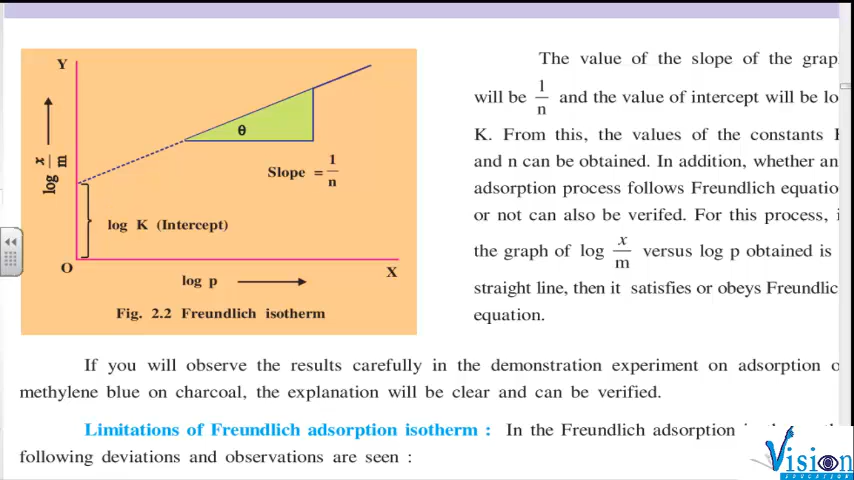 Y
θ
log x/m
Slope = 1/n
log K (Intercept)
O
X
log p
Fig. 2.2 Freundlich isotherm
The value of the slope of the
will be 1/n and the value of intercept will be
K. From this, the values of the constants
and n can be obtained. In addition, whether
adsorption process follows Freundlich
or not can also be verifed. For this process,
the graph of log x/m versus log p obtained is
straight line, then it satisfies or obeys
equation.
If you will observe the results carefully in the demonstration experiment on adsorption
methylene blue on charcoal, the explanation will be clear and can be verified.
Limitations of Freundlich adsorption isotherm : In the Freundlich adsorption
following deviations and observations are seen :
Vision
EDUCATION